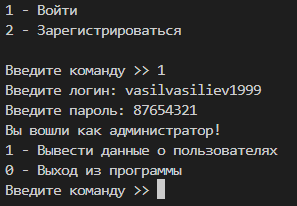 1 - Войти
2 - Зарегистрироваться
Введите команду >> 1
Введите логин: vasilvasiliev1999
Введите пароль: 87654321
Вы вошли как администратор!
1 - Вывести данные о пользователях
0 - Выход из программы
Введите команду >>